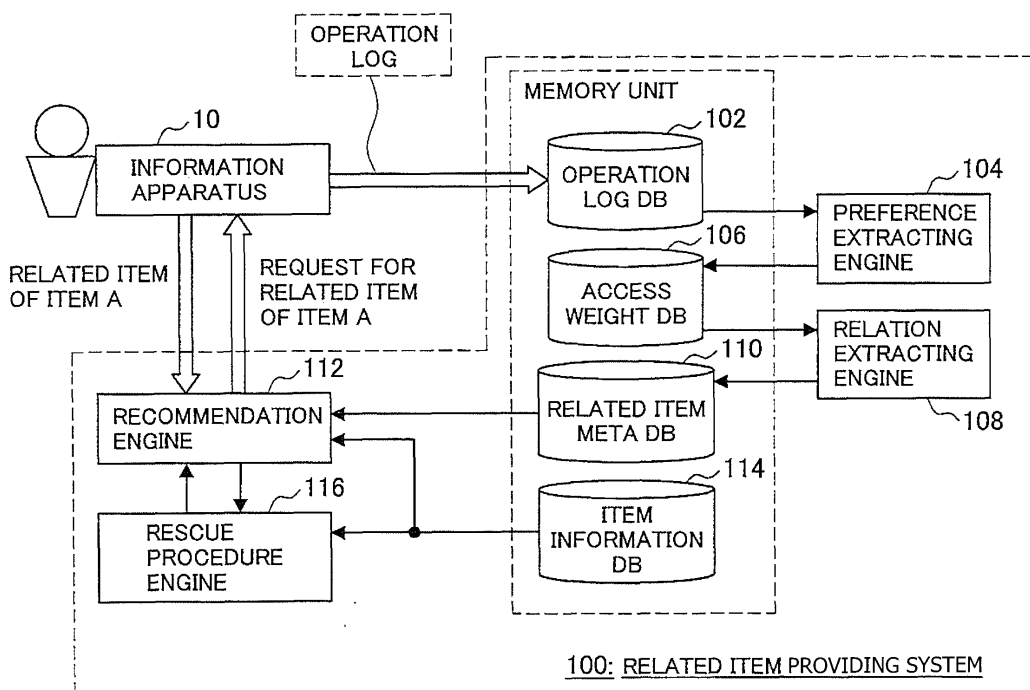 OPERATION
LOG
MEMORY UNIT
10
INFORMATION
APPARATUS
102
OPERATION
LOG DB
104
PREFERENCE
EXTRACTING
ENGINE
106
ACCESS
WEIGHT DB
RELATED ITEM
OF ITEM A
REQUEST FOR
RELATED ITEM
OF ITEM A
RELATION
EXTRACTING
ENGINE
108
110
RELATED ITEM
META DB
112
RECOMMENDATION
ENGINE
114
ITEM
INFORMATION
DB
116
RESCUE
PROCEDURE
ENGINE
100: RELATED ITEM PROVIDING SYSTEM